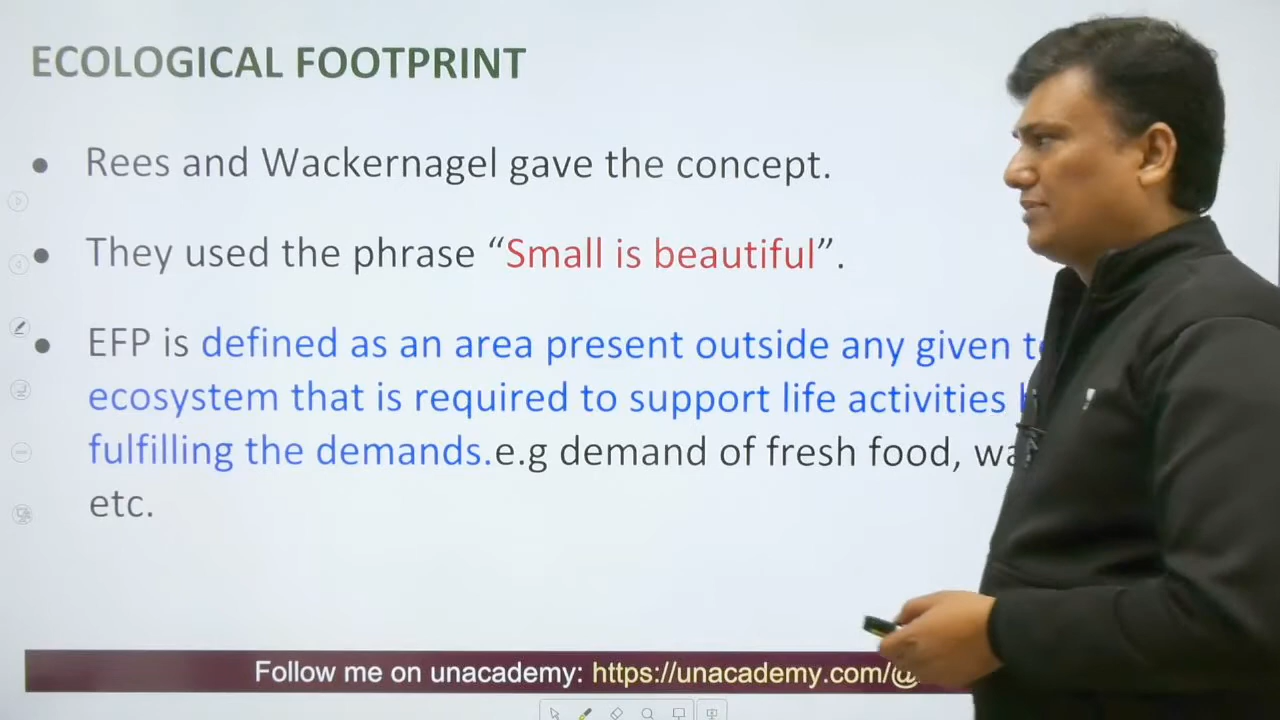 ECOLOGICAL FOOTPRINT
• Rees and Wackernagel gave the concept.
• They used the phrase “Small is beautiful”.
• EFP is defined as an area present outside any given
ecosystem that is required to support life activities
fulfilling the demands.e.g demand of fresh food,
etc.
Follow me on unacademy: https://unacademy.com/@